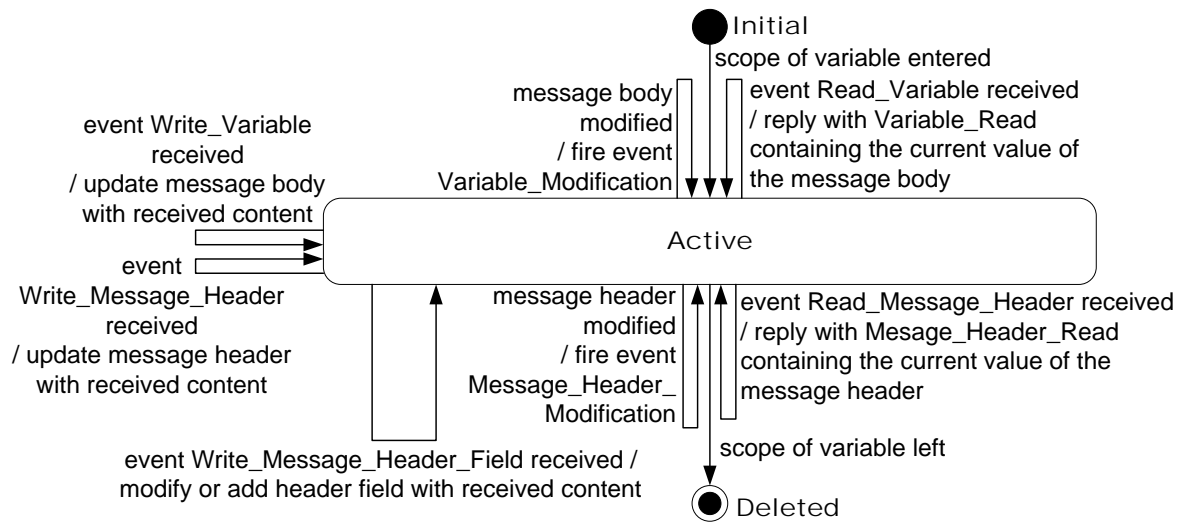 Initial
scope of variable entered
message body
modified
/ fire event
Variable_Modification
event Read_Variable received
/ reply with Variable_Read
containing the current value of
the message body
event Write_Variable
received
/ update message body
with received content
Active
event
Write_Message_Header
received
/ update message header
with received content
message header
modified
/ fire event
Message_Header_
Modification
event Read_Message_Header received
/ reply with Mesage_Header_Read
containing the current value of the
message header
scope of variable left
event Write_Message_Header_Field received /
modify or add header field with received content
Deleted